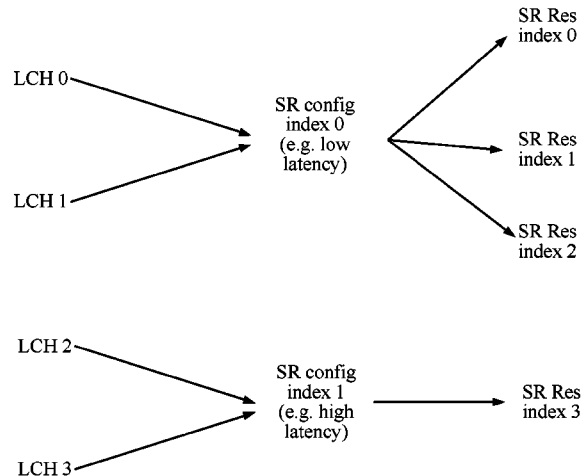 LCH 0
LCH 1
SR config
index 0
(e.g. low
latency)
SR Res
index 0
SR Res
index 1
SR Res
index 2
LCH 2
LCH 3
SR config
index 1
(e.g. high
latency)
SR Res
index 3